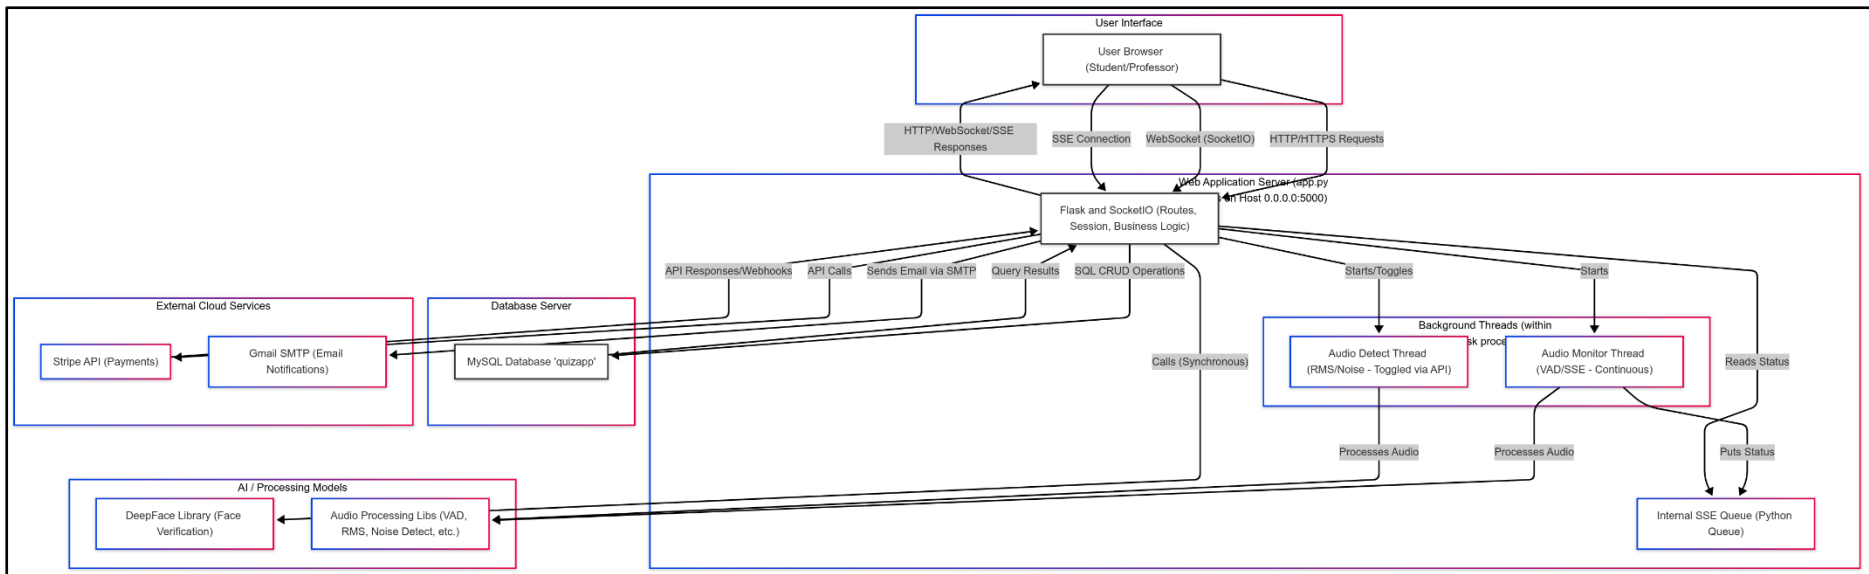 User Interface
User Browser
(Student/Professor)
HTTP/WebSocket/SSE
Responses
SSE Connection
WebSocket (SocketIO)
HTTP/HTTPS Requests
Web Application Server (app.py
on Host 0.0.0.0:5000)
Flask and SocketIO (Routes,
Session, Business Logic)
API Responses/Webhooks
API Calls
Sends Email via SMTP
Query Results
SQL CRUD Operations
Starts/Toggles
Starts
External Cloud Services
Stripe API (Payments)
Gmail SMTP (Email
Notifications)
Database Server
MySQL Database 'quizapp'
Calls (Synchronous)
Background Threads (within
Audio Detect Thread
(RMS/Noise - Toggled via API)
Audio Monitor Thread
(VAD/SSE - Continuous)
Reads Status
Processes Audio
Processes Audio
Puts Status
AI / Processing Models
DeepFace Library (Face
Verification)
Audio Processing Libs (VAD,
RMS, Noise Detect, etc.)
Internal SSE Queue (Python
Queue)